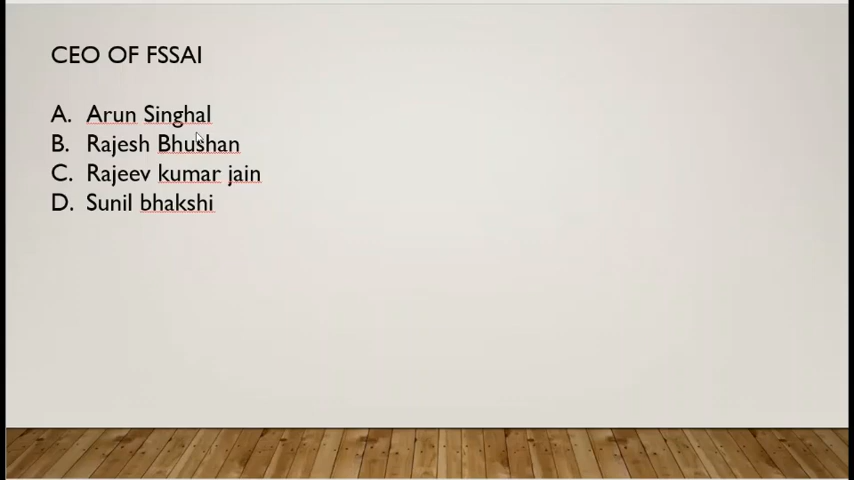 CEO OF FSSAI
A. Arun Singhal
B. Rajesh Bhushan
C. Rajeev kumar jain
D. Sunil bhakshi